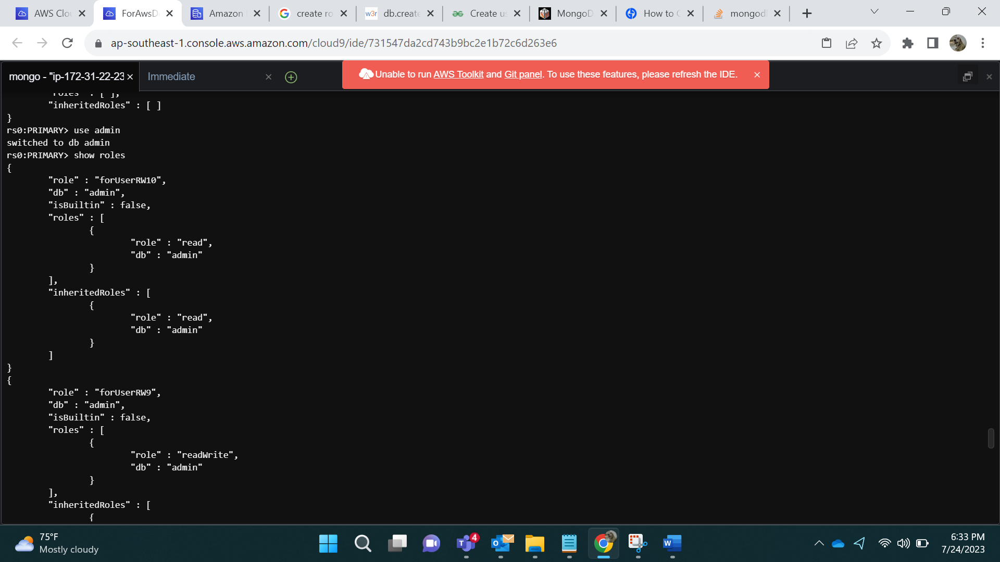 AWS Clo
ForAwsD
Amazon
create ro
w3r db.create
Create us
MongoD
How to C
mongod
ap-southeast-1.console.aws.amazon.com/cloud9/ide/731547da2cd743b9bc2e1b72c6d263e6
mongo - "ip-172-31-22-23
Immediate
Unable to run AWS Toolkit and Git panel. To use these features, please refresh the IDE.
"roles" : [ ],
"inheritedRoles" : [ ]
}
rs0:PRIMARY> use admin
switched to db admin
rs0:PRIMARY> show roles
{
"role" : "forUserRW10",
"db" : "admin",
"isBuiltin" : false,
"roles" : [
{
"role" : "read",
"db" : "admin"
}
],
"inheritedRoles" : [
{
"role" : "read",
"db" : "admin"
}
]
}
{
"role" : "forUserRW9",
"db" : "admin",
"isBuiltin" : false,
"roles" : [
{
"role" : "readWrite",
"db" : "admin"
}
],
"inheritedRoles" : [
{
75°F
Mostly cloudy
4
6:33 PM
7/24/2023